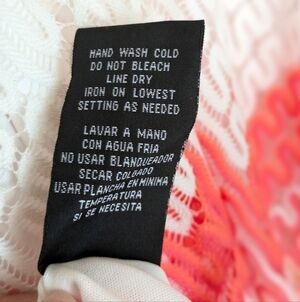 HAND WASH COLD
DO NOT BLEACH
LINE DRY
IRON ON LOWEST
SETTING AS NEEDED
LAVAR A MANO
CON AGUA FRIA
NO USAR BLANQUEADOR
SECAR COLGADO
USAR PLANCHA EN MINIMA
TEMPERATURA
SI SE NECESITA